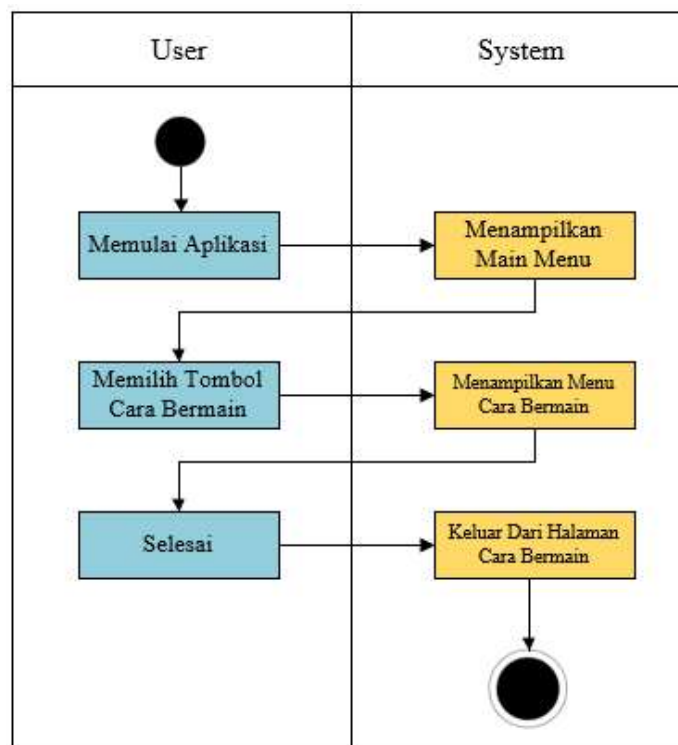 User
System
Memulai Aplikasi
Menampilkan
Main Menu
Memilih Tombol
Cara Bermain
Menampilkan Menu
Cara Bermain
Selesai
Keluar Dari Halaman
Cara Bermain